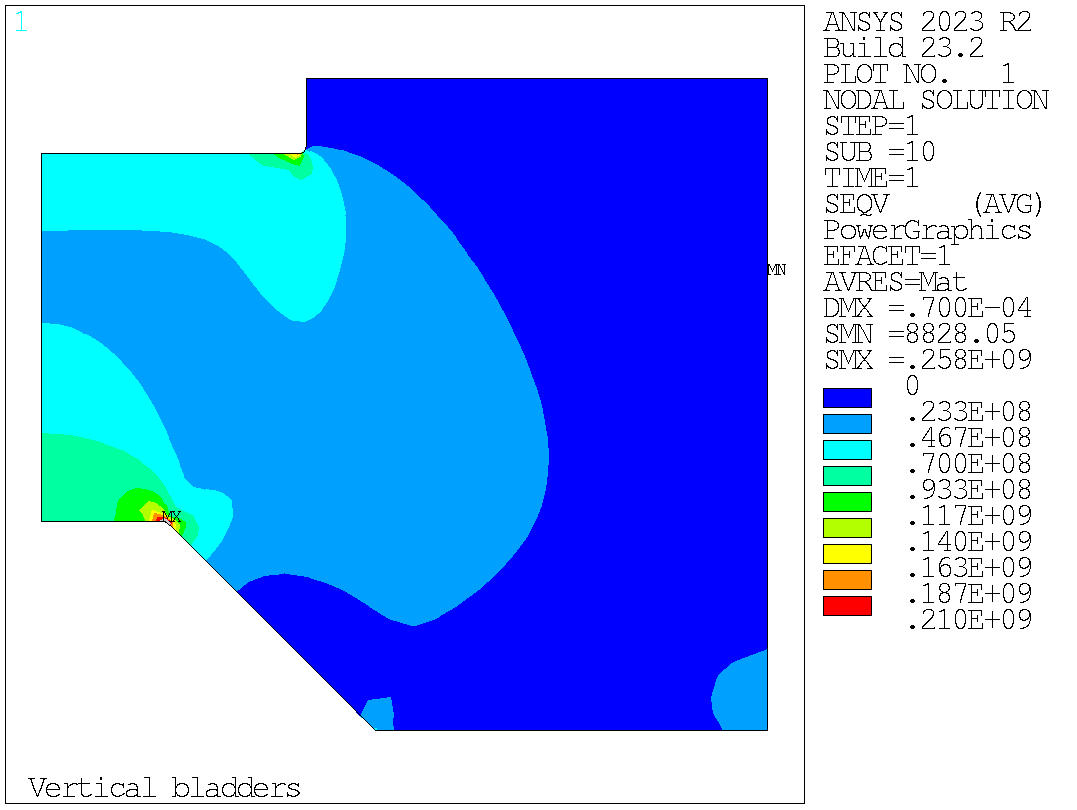 1
ANSYS 2023 R2
Build 23.2
PLOT NO. 1
NODAL SOLUTION
STEP=1
SUB =10
TIME=1
SEQV (AVG)
PowerGraphics
EFACET=1
AVRES=Mat
DMX =.700E-04
SMN =8828.05
SMX =.258E+09
0
.233E+08
.467E+08
.700E+08
.933E+08
.117E+09
.140E+09
.163E+09
.187E+09
.210E+09
MN
MX
Vertical bladders